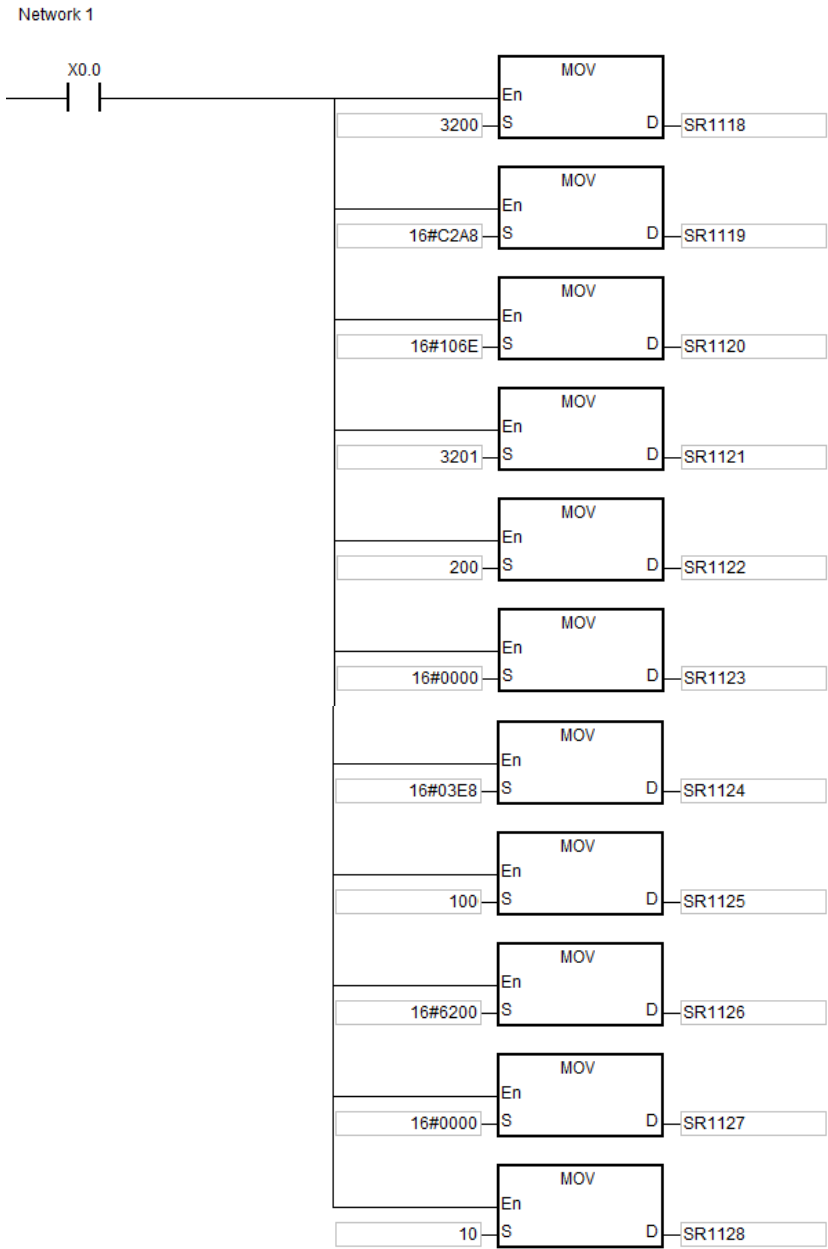 Network 1
X0.0
MOV
En
3200 S D SR1118
MOV
En
16#C2A8 S D SR1119
MOV
En
16#106E S D SR1120
MOV
En
3201 S D SR1121
MOV
En
200 S D SR1122
MOV
En
16#0000 S D SR1123
MOV
En
16#03E8 S D SR1124
MOV
En
100 S D SR1125
MOV
En
16#6200 S D SR1126
MOV
En
16#0000 S D SR1127
MOV
En
10 S D SR1128